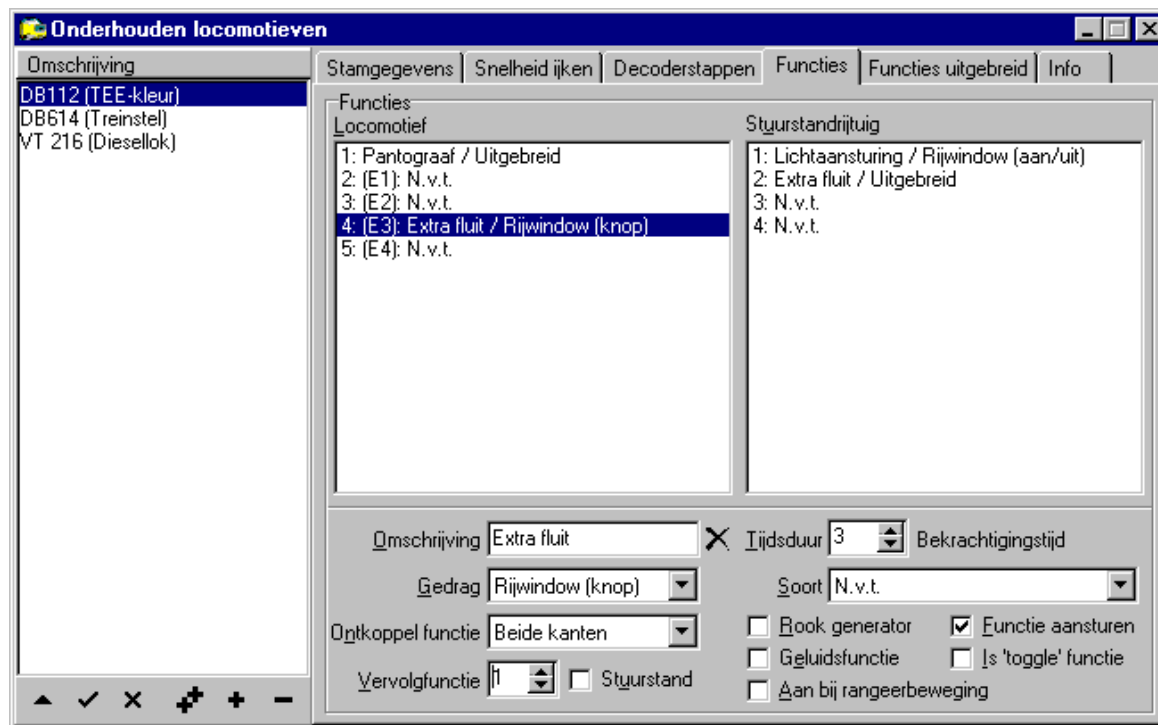 Onderhouden locomotieven
Omschrijving
DB112 (TEE-kleur)
DB614 (Treinstel)
VT 216 (Diesellok)
Stamgegevens Snelheid ijken Decoderstappen Functies Functies uitgebreid Info
Functies
Locomotief
1: Pantograaf / Uitgebreid
2: (E1): N.v.t.
3: (E2): N.v.t.
4: (E3): Extra fluit / Rijwindow (knop)
5: (E4): N.v.t.
Stuurstandrijtuig
1: Lichtaansturing / Rijwindow (aan/uit)
2: Extra fluit / Uitgebreid
3: N.v.t.
4: N.v.t.
Omschrijving Extra fluit
Gedrag Rijwindow (knop)
Ontkoppel functie Beide kanten
Vervolgfunctie 1 Stuurstand
Tijdsduur 3 Bekrachtigingstijd
Soort N.v.t.
Rook generator Functie aansturen
Geluidsfunctie Is 'toggle' functie
Aan bij rangeerbeweging